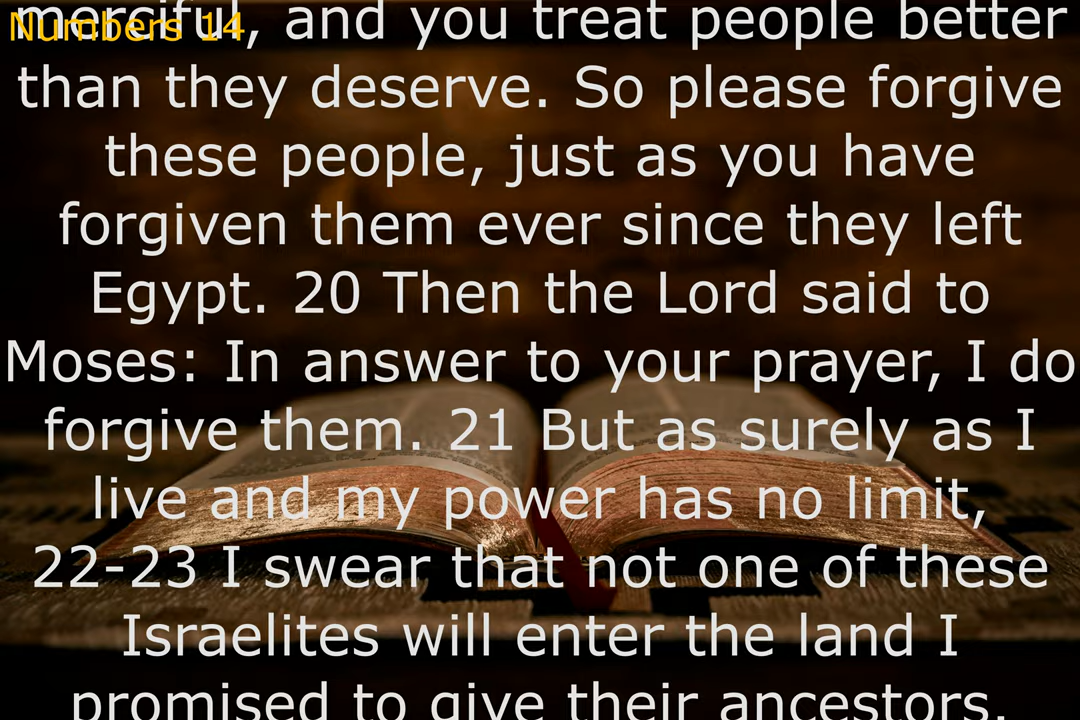 Numbers 14
merciful, and you treat people better
than they deserve. So please forgive
these people, just as you have
forgiven them ever since they left
Egypt. 20 Then the Lord said to
Moses: In answer to your prayer, I do
forgive them. 21 But as surely as I
live and my power has no limit,
22-23 I swear that not one of these
Israelites will enter the land I
promised to give their ancestors.